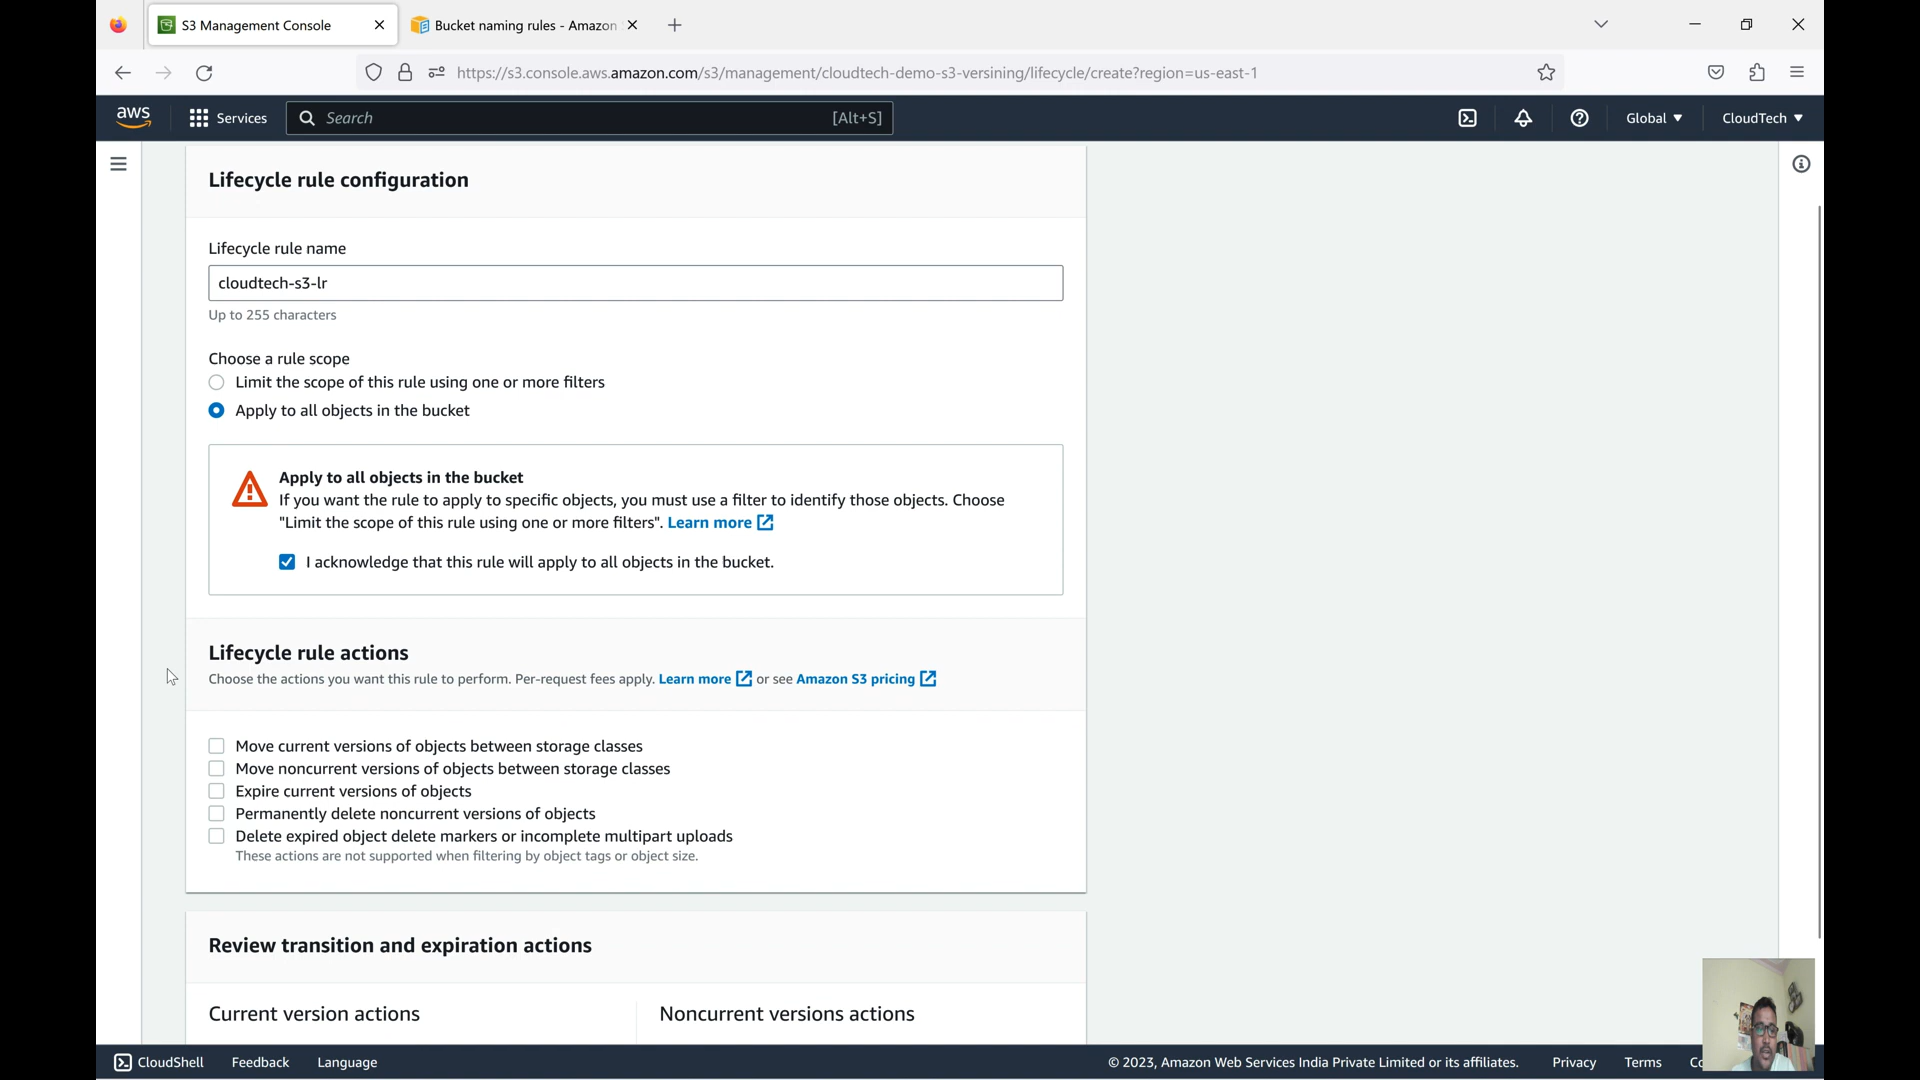 S3 Management Console
Bucket naming rules - Amazon
https://s3.console.aws.amazon.com/s3/management/cloudtech-demo-s3-versining/lifecycle/create?region=us-east-1
aws
Services
Search
[Alt+S]
Global
CloudTech
Lifecycle rule configuration
Lifecycle rule name
cloudtech-s3-lr
Up to 255 characters
Choose a rule scope
Limit the scope of this rule using one or more filters
Apply to all objects in the bucket
Apply to all objects in the bucket
If you want the rule to apply to specific objects, you must use a filter to identify those objects. Choose
"Limit the scope of this rule using one or more filters". Learn more
I acknowledge that this rule will apply to all objects in the bucket.
Lifecycle rule actions
Choose the actions you want this rule to perform. Per-request fees apply. Learn more or see Amazon S3 pricing
Move current versions of objects between storage classes
Move noncurrent versions of objects between storage classes
Expire current versions of objects
Permanently delete noncurrent versions of objects
Delete expired object delete markers or incomplete multipart uploads
These actions are not supported when filtering by object tags or object size.
Review transition and expiration actions
Current version actions
Noncurrent versions actions
CloudShell
Feedback
Language
© 2023, Amazon Web Services India Private Limited or its affiliates.
Privacy
Terms